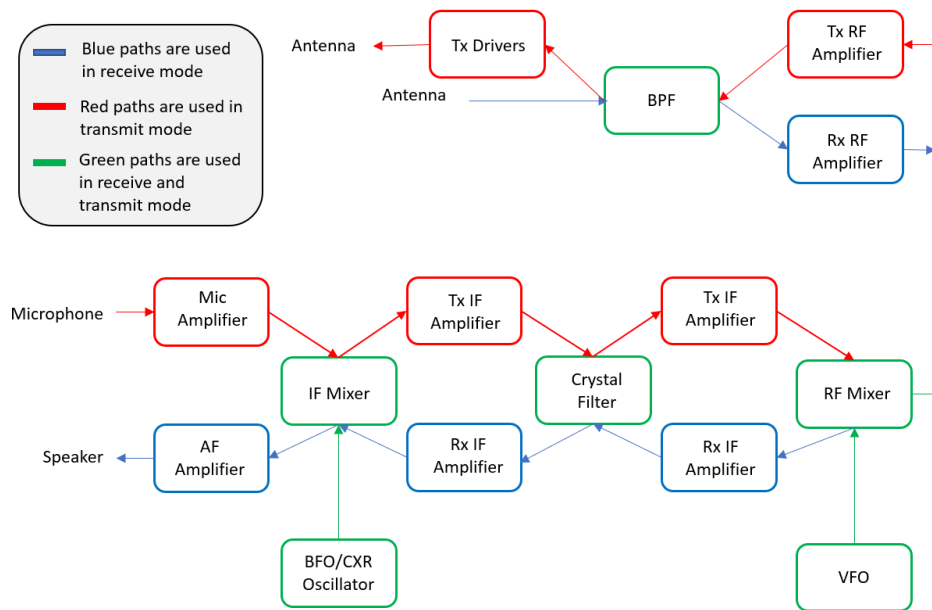 Blue paths are used
in receive mode
Red paths are used in
transmit mode
Green paths are used
in receive and
transmit mode
Antenna
Tx Drivers
Tx RF
Amplifier
Antenna
BPF
Rx RF
Amplifier
Microphone
Mic
Amplifier
Tx IF
Amplifier
Tx IF
Amplifier
IF Mixer
Crystal
Filter
RF Mixer
Speaker
AF
Amplifier
Rx IF
Amplifier
Rx IF
Amplifier
BFO/CXR
Oscillator
VFO